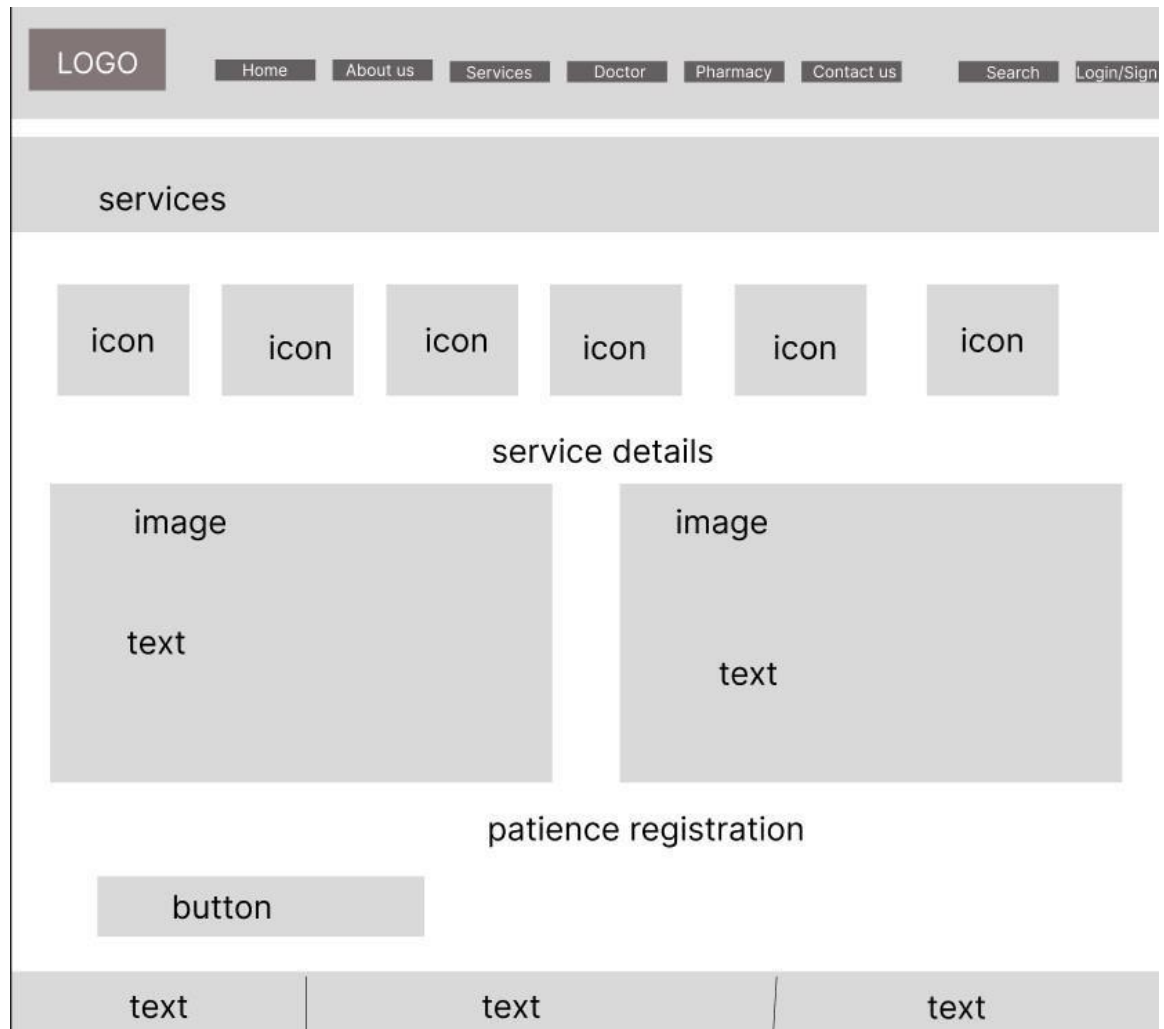 LOGO
Home About us Services Doctor Pharmacy Contact us Search Login/Sign
services
icon icon icon icon icon icon
service details
image image
text
text
patience registration
button
text text text